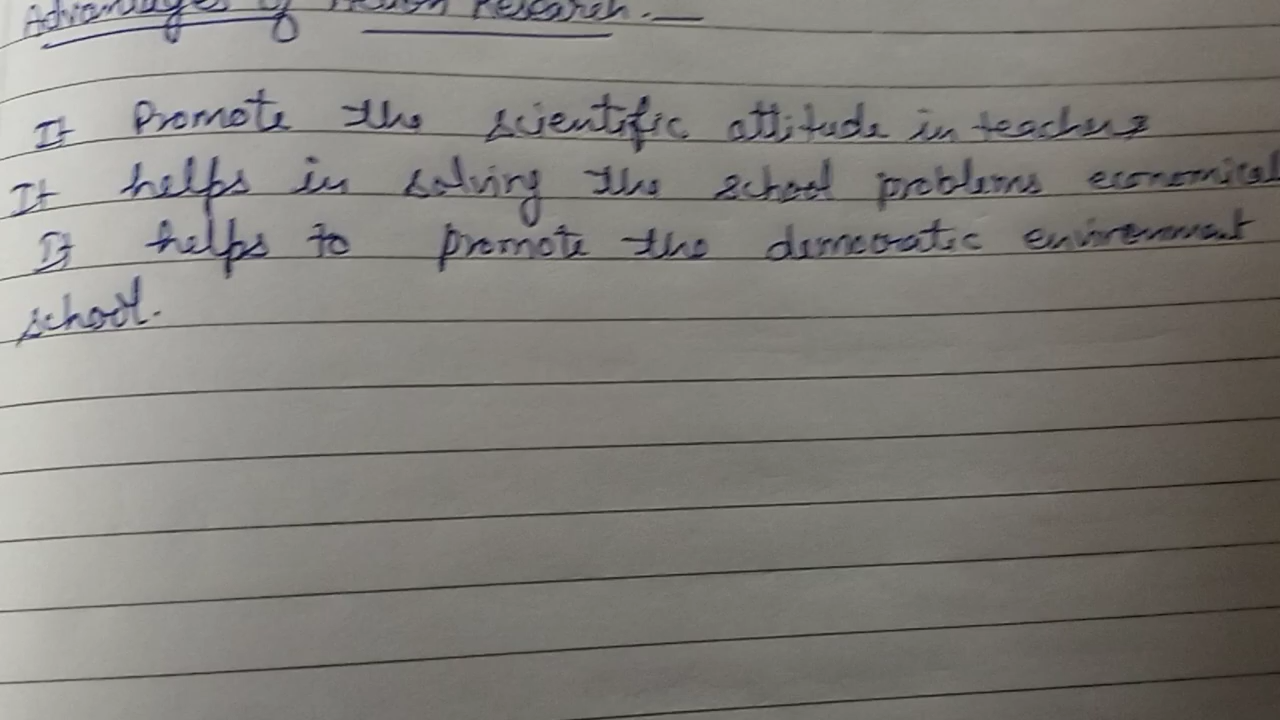 Advantages of Action Research.—
It Promote the scientific attitude in teachers
It helps in solving the school problems economical
It helps to promote the democratic environment
school.